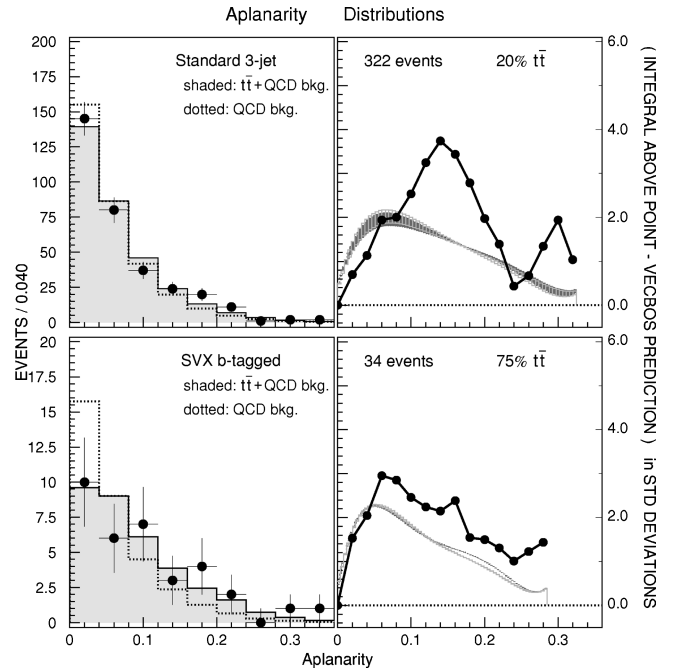 Aplanarity Distributions
200
175
150
125
100
75
50
25
0
Standard 3-jet
shaded: tt̄+QCD bkg.
dotted: QCD bkg.
322 events 20% tt̄
6.0
4.0
2.0
0.0
EVENTS / 0.040
20
17.5
15
12.5
10
7.5
5
2.5
0
SVX b-tagged
shaded: tt̄+QCD bkg.
dotted: QCD bkg.
34 events 75% tt̄
6.0
4.0
2.0
0.0
( INTEGRAL ABOVE POINT - VECBOS PREDICTION ) in STD DEVIATIONS
0 0.1 0.2 0.3 0 0.1 0.2 0.3
Aplanarity